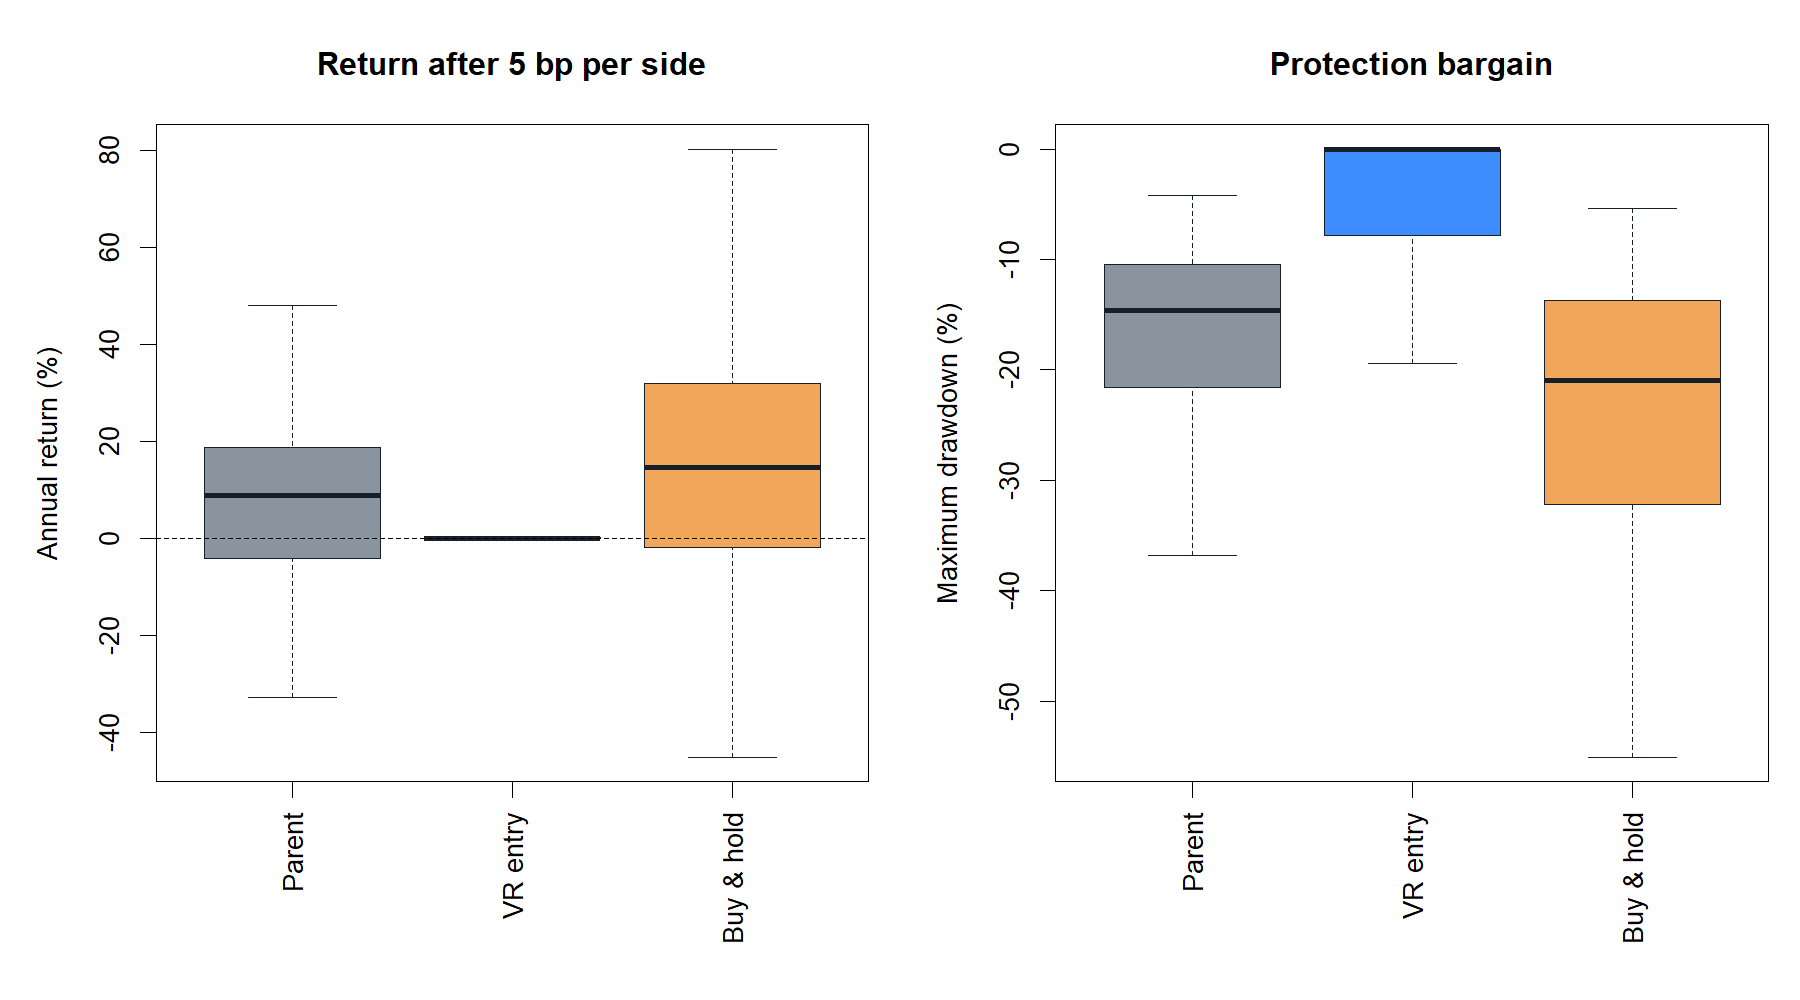 Return after 5 bp per side
Annual return (%)
80
60
40
20
0
-20
-40
Parent
VR entry
Buy & hold
Protection bargain
Maximum drawdown (%)
0
-10
-20
-30
-40
-50
Parent
VR entry
Buy & hold